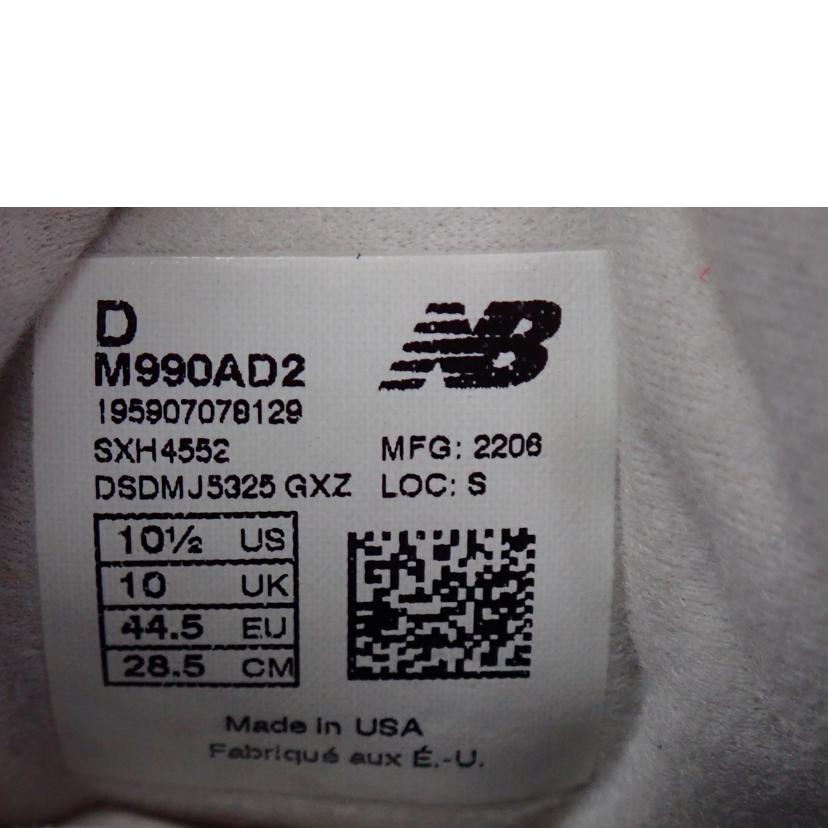 D
NB
M990AD2
195907078129
SXH4552
MFG: 2206
DSDMJ5325 GXZ LOC: S
10½ US
10 UK
44.5 EU
28.5 CM
Made in USA
Fabriqué aux É.-U.